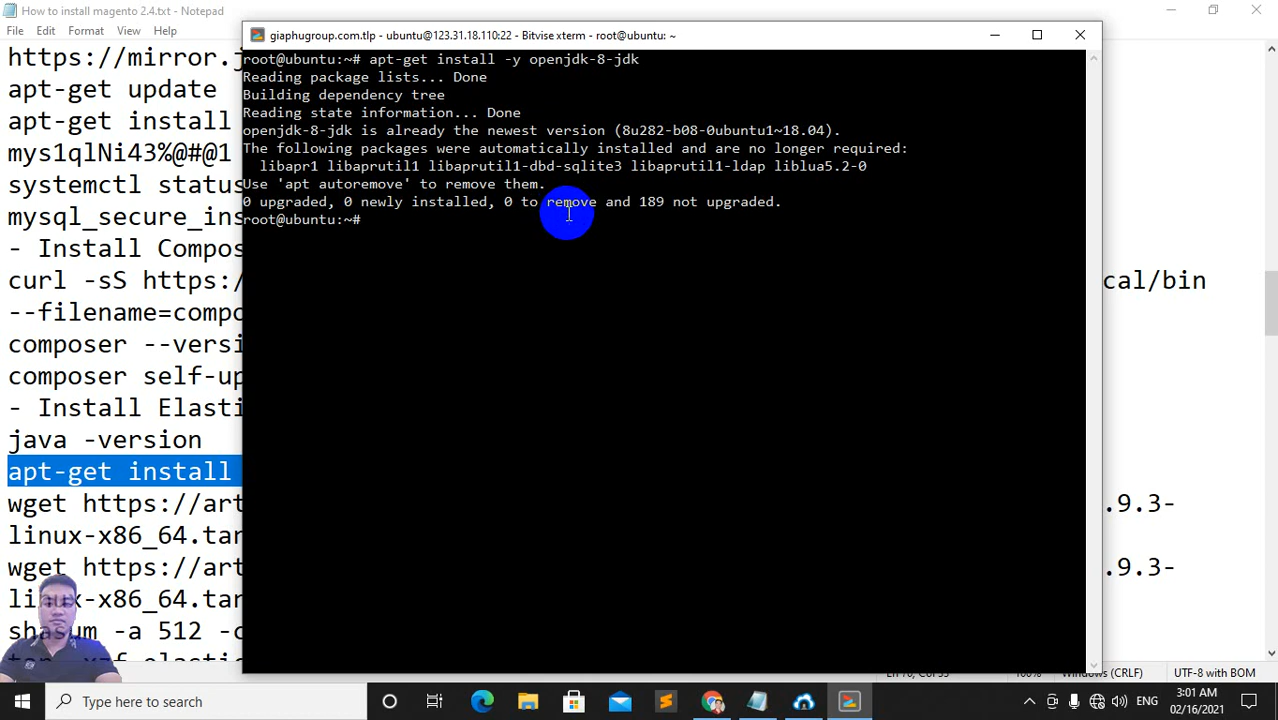 How to install magento 2.4.txt - Notepad
File Edit Format View Help
https://mirror.j
apt-get update
apt-get install
mys1qlNi43%@#@1
systemctl status
mysql_secure_ins
- Install Compos
curl -sS https:/
cal/bin
--filename=compo
composer --versi
composer self-up
- Install Elasti
java -version
apt-get install
wget https://art
.9.3-
linux-x86_64.tar
wget https://art
.9.3-
linux-x86_64.tar
shasum -a 512 -c
giaphugroup.com.tlp - ubuntu@123.31.18.110:22 - Bitvise xterm - root@ubuntu: ~
root@ubuntu:~# apt-get install -y openjdk-8-jdk
Reading package lists... Done
Building dependency tree
Reading state information... Done
openjdk-8-jdk is already the newest version (8u282-b08-0ubuntu1~18.04).
The following packages were automatically installed and are no longer required:
libapr1 libaprutil1 libaprutil1-dbd-sqlite3 libaprutil1-ldap liblua5.2-0
Use 'apt autoremove' to remove them.
0 upgraded, 0 newly installed, 0 to remove and 189 not upgraded.
root@ubuntu:~#
100% Windows (CRLF) UTF-8 with BOM
Type here to search
ENG
3:01 AM
02/16/2021